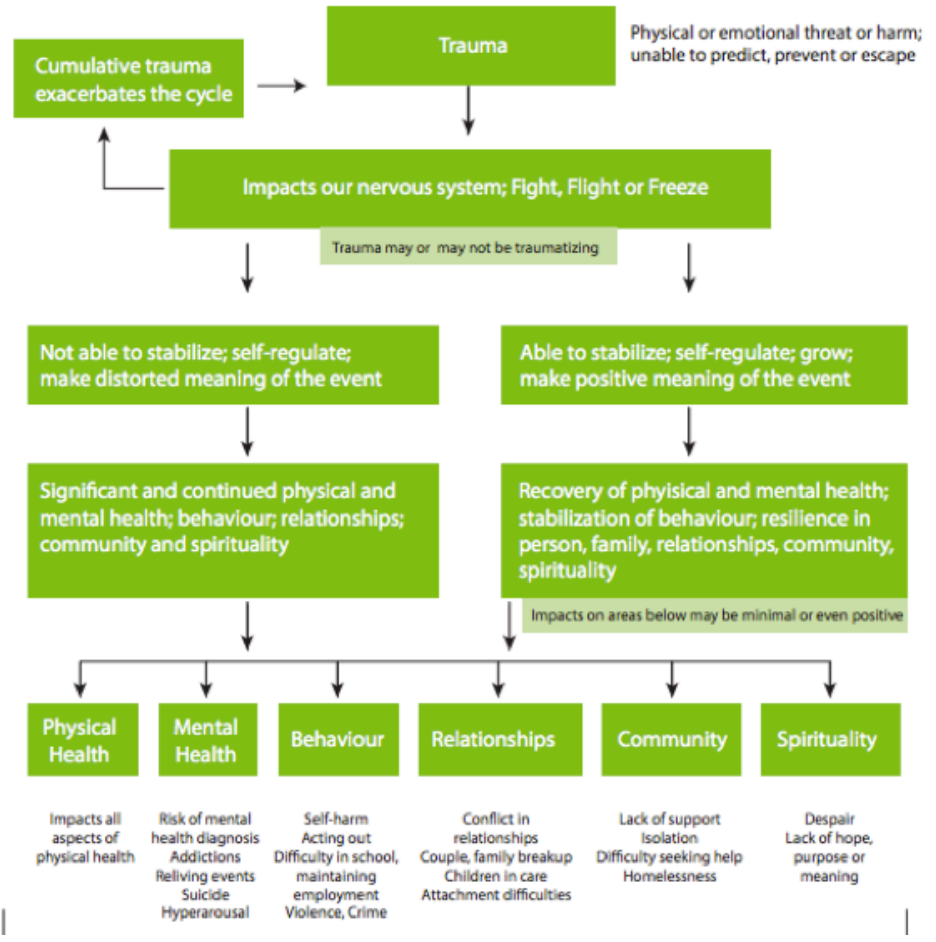 Trauma
Physical or emotional threat or harm;
unable to predict, prevent or escape
Cumulative trauma
exacerbates the cycle
Impacts our nervous system; Fight, Flight or Freeze
Trauma may or may not be traumatizing
Not able to stabilize; self-regulate;
make distorted meaning of the event
Able to stabilize; self-regulate; grow;
make positive meaning of the event
Significant and continued physical and
mental health; behaviour; relationships;
community and spirituality
Recovery of phyisical and mental health;
stabilization of behaviour; resilience in
person, family, relationships, community,
spirituality
Impacts on areas below may be minimal or even positive
Physical
Health
Mental
Health
Behaviour
Relationships
Community
Spirituality
Impacts all
aspects of
physical health
Risk of mental
health diagnosis
Addictions
Reliving events
Suicide
Hyperarousal
Self-harm
Acting out
Difficulty in school,
maintaining
employment
Violence, Crime
Conflict in
relationships
Couple, family breakup
Children in care
Attachment difficulties
Lack of support
Isolation
Difficulty seeking help
Homelessness
Despair
Lack of hope,
purpose or
meaning